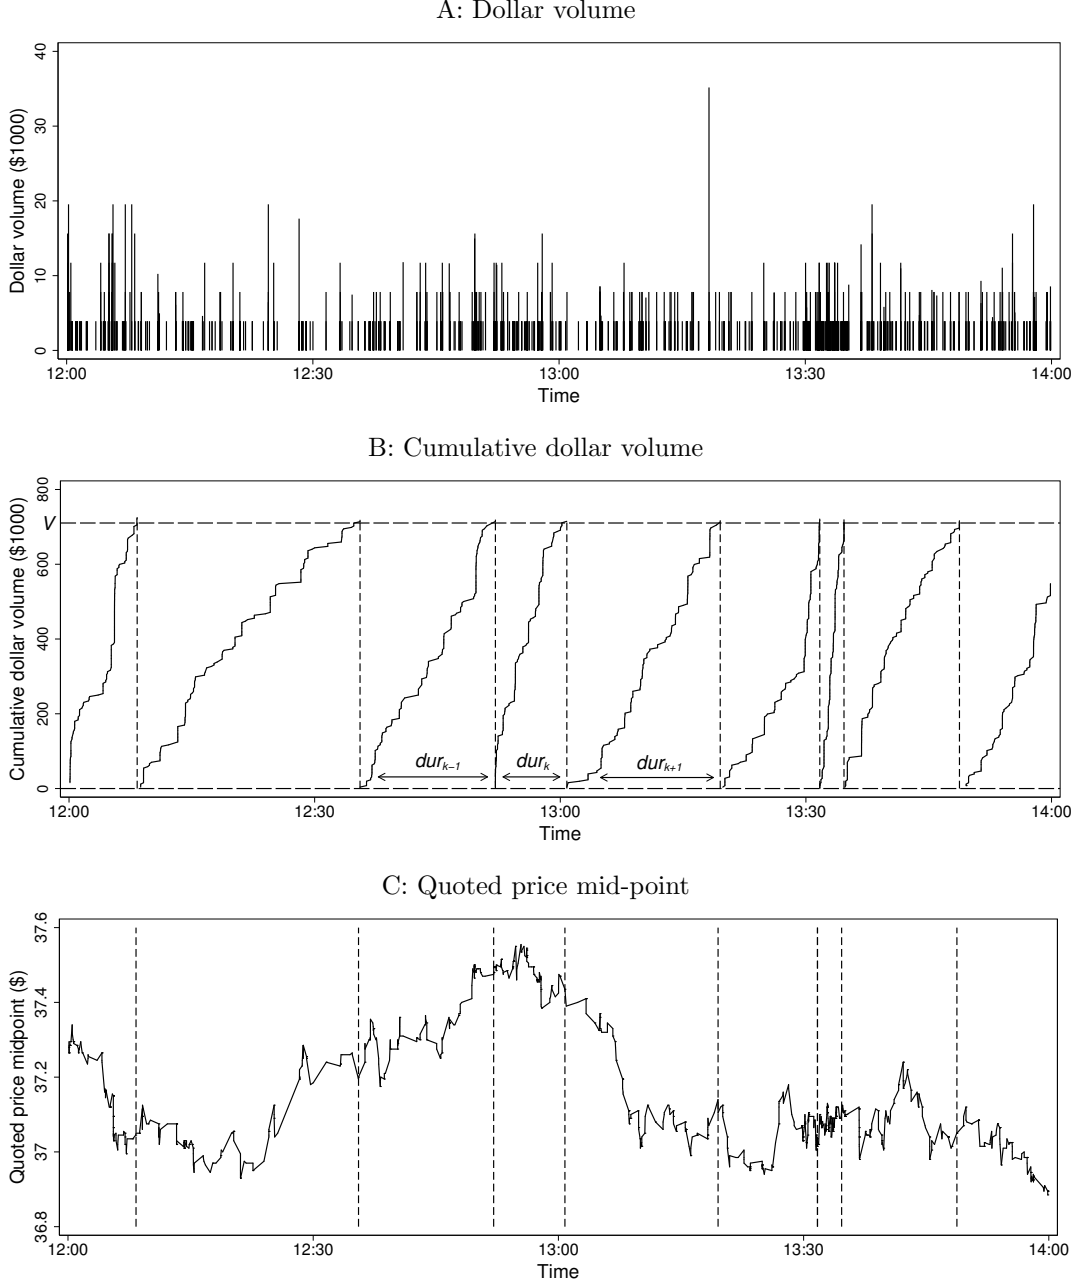 A: Dollar volume
Dollar volume ($1000)
40
30
20
10
0
12:00 12:30 13:00 13:30 14:00
Time
B: Cumulative dollar volume
Cumulative dollar volume ($1000)
800
V
600
400
200
0
dur k−1 dur k dur k+1
12:00 12:30 13:00 13:30 14:00
Time
C: Quoted price mid-point
Quoted price midpoint ($)
37.6
37.4
37.2
37
36.8
12:00 12:30 13:00 13:30 14:00
Time